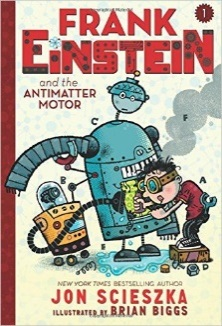 FRANK
EINSTEIN
1
and the
ANTIMATTER
MOTOR
C
F
E
B
A
D
NEW YORK TIMES BESTSELLING AUTHOR
JON SCIESZKA
ILLUSTRATED BY BRIAN BIGGS